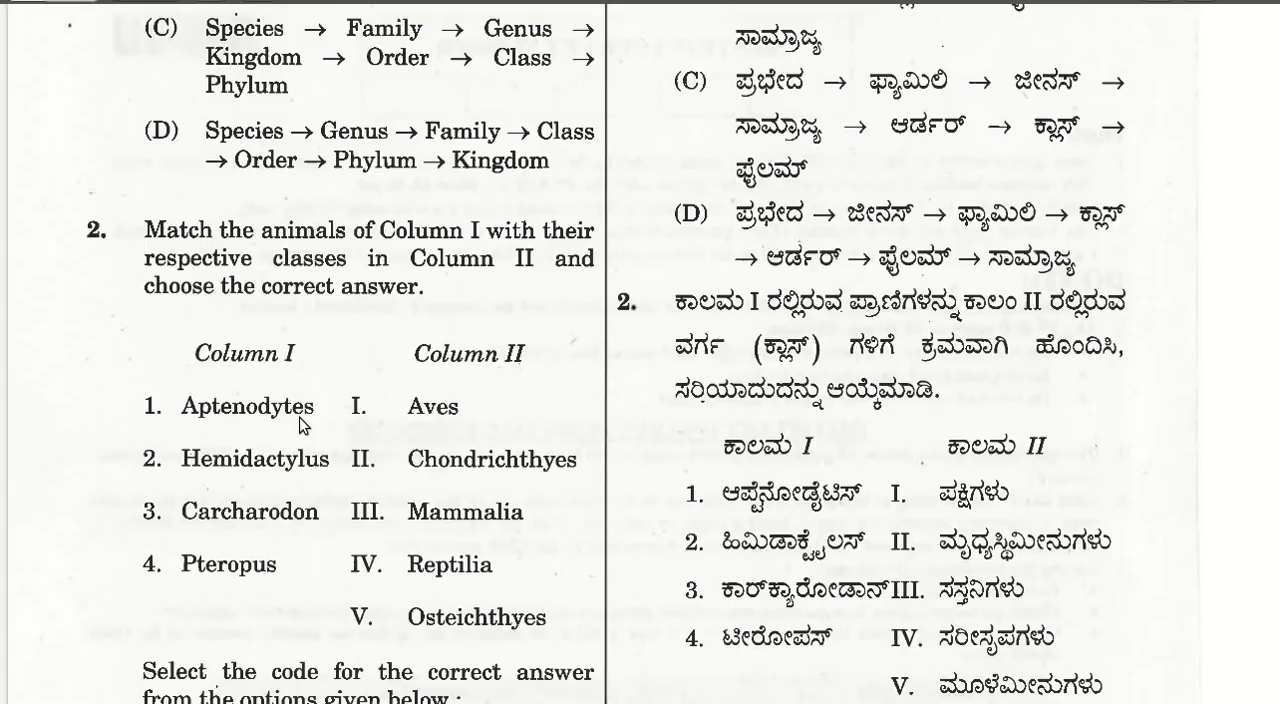 (C) Species → Family → Genus →
Kingdom → Order → Class →
Phylum
(D) Species → Genus → Family → Class
→ Order → Phylum → Kingdom
2. Match the animals of Column I with their
respective classes in Column II and
choose the correct answer.
Column I Column II
1. Aptenodytes I. Aves
2. Hemidactylus II. Chondrichthyes
3. Carcharodon III. Mammalia
4. Pteropus IV. Reptilia
V. Osteichthyes
Select the code for the correct answer
from the options given below :
ಸಾಮ್ರಾಜ್ಯ
(C) ಪ್ರಭೇದ → ಫ್ಯಾಮಿಲಿ → ಜೀನಸ್ →
ಸಾಮ್ರಾಜ್ಯ → ಆರ್ಡರ್ → ಕ್ಲಾಸ್ →
ಫೈಲಮ್
(D) ಪ್ರಭೇದ → ಜೀನಸ್ → ಫ್ಯಾಮಿಲಿ → ಕ್ಲಾಸ್
→ ಆರ್ಡರ್ → ಫೈಲಮ್ → ಸಾಮ್ರಾಜ್ಯ
2. ಕಾಲಮ I ರಲ್ಲಿರುವ ಪ್ರಾಣಿಗಳನ್ನು ಕಾಲಂ II ರಲ್ಲಿರುವ
ವರ್ಗ (ಕ್ಲಾಸ್) ಗಳಿಗೆ ಕ್ರಮವಾಗಿ ಹೊಂದಿಸಿ,
ಸರಿಯಾದುದನ್ನು ಆಯ್ಕೆಮಾಡಿ.
ಕಾಲಮ I ಕಾಲಮ II
1. ಆಪ್ಟೆನೋಡೈಟಿಸ್ I. ಪಕ್ಷಿಗಳು
2. ಹಿಮಿಡಾಕ್ಟೈಲಸ್ II. ಮೃಧ್ಯಸ್ಥಿಮೀನುಗಳು
3. ಕಾರ್‌ಕ್ಯಾರೋಡಾನ್ III. ಸಸ್ತನಿಗಳು
4. ಟೀರೋಪಸ್ IV. ಸರೀಸೃಪಗಳು
V. ಮೂಳೆಮೀನುಗಳು